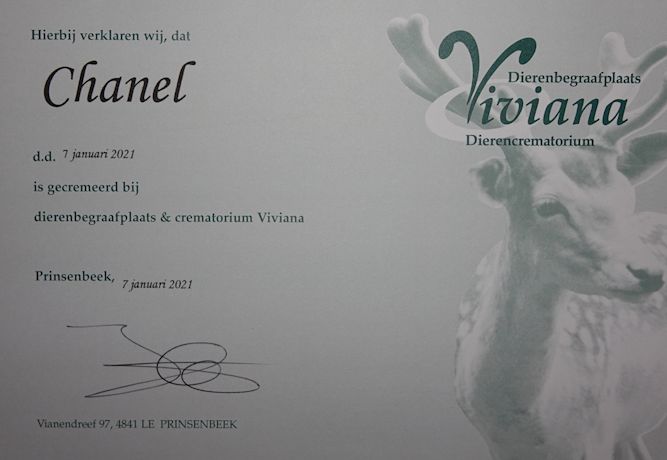 Hierbij verklaren wij, dat
Chanel
d.d. 7 januari 2021
is gecremeerd bij
dierenbegraafplaats & crematorium Viviana
Prinsenbeek, 7 januari 2021
Vianendreef 97, 4841 LE PRINSENBEEK
Dierenbegraafplaats
Viviana
Dierencrematorium